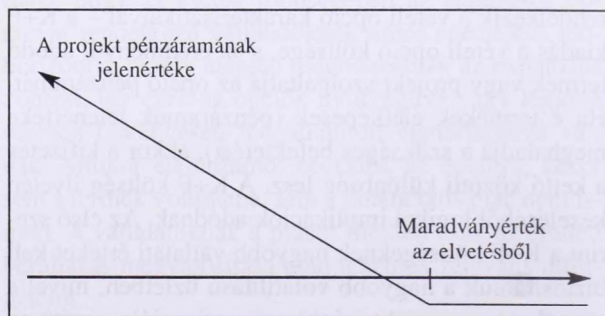 A projekt pénzáramának
jelenértéke
Maradványérték
az elvetésből